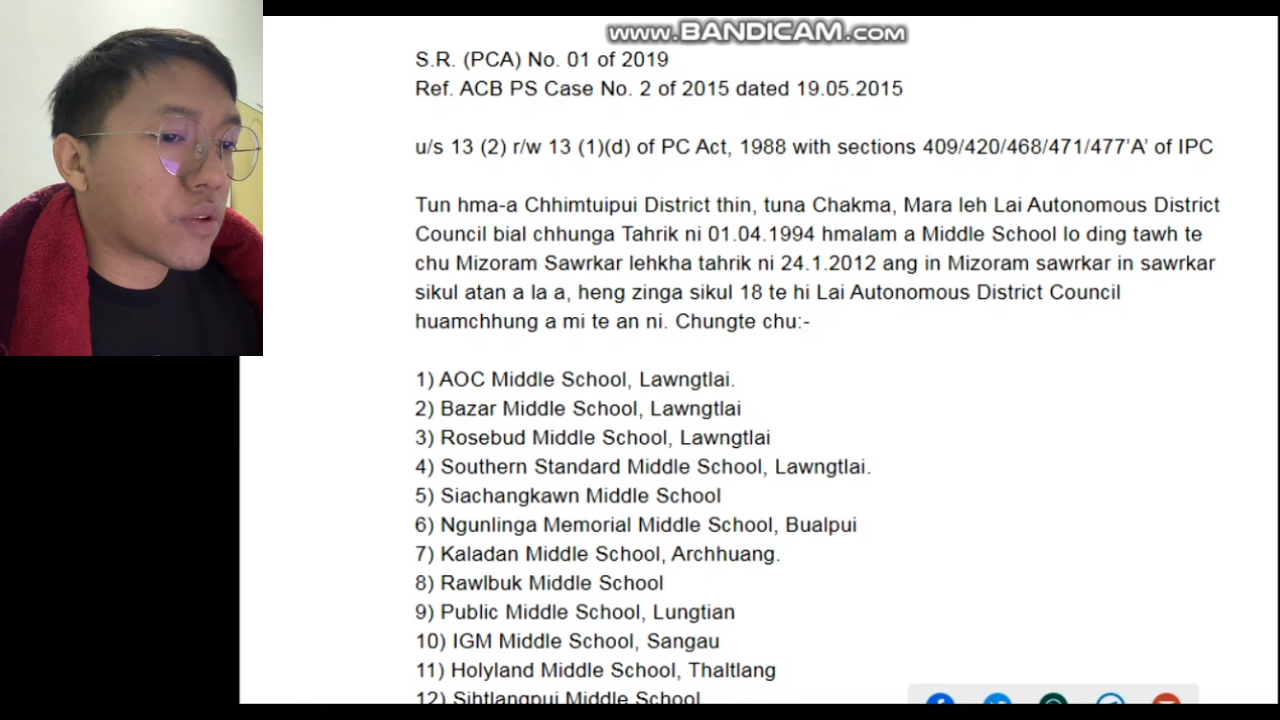 www.BANDICAM.com
S.R. (PCA) No. 01 of 2019
Ref. ACB PS Case No. 2 of 2015 dated 19.05.2015
u/s 13 (2) r/w 13 (1)(d) of PC Act, 1988 with sections 409/420/468/471/477'A' of IPC
Tun hma-a Chhimtuipui District thin, tuna Chakma, Mara leh Lai Autonomous District
Council bial chhunga Tahrik ni 01.04.1994 hmalam a Middle School lo ding tawh te
chu Mizoram Sawrkar lehkha tahrik ni 24.1.2012 ang in Mizoram sawrkar in sawrkar
sikul atan a la a, heng zinga sikul 18 te hi Lai Autonomous District Council
huamchhung a mi te an ni. Chungte chu:-
1) AOC Middle School, Lawngtlai.
2) Bazar Middle School, Lawngtlai
3) Rosebud Middle School, Lawngtlai
4) Southern Standard Middle School, Lawngtlai.
5) Siachangkawn Middle School
6) Ngunlinga Memorial Middle School, Bualpui
7) Kaladan Middle School, Archhuang.
8) Rawlbuk Middle School
9) Public Middle School, Lungtian
10) IGM Middle School, Sangau
11) Holyland Middle School, Thaltlang
12) Sihtlangpui Middle School